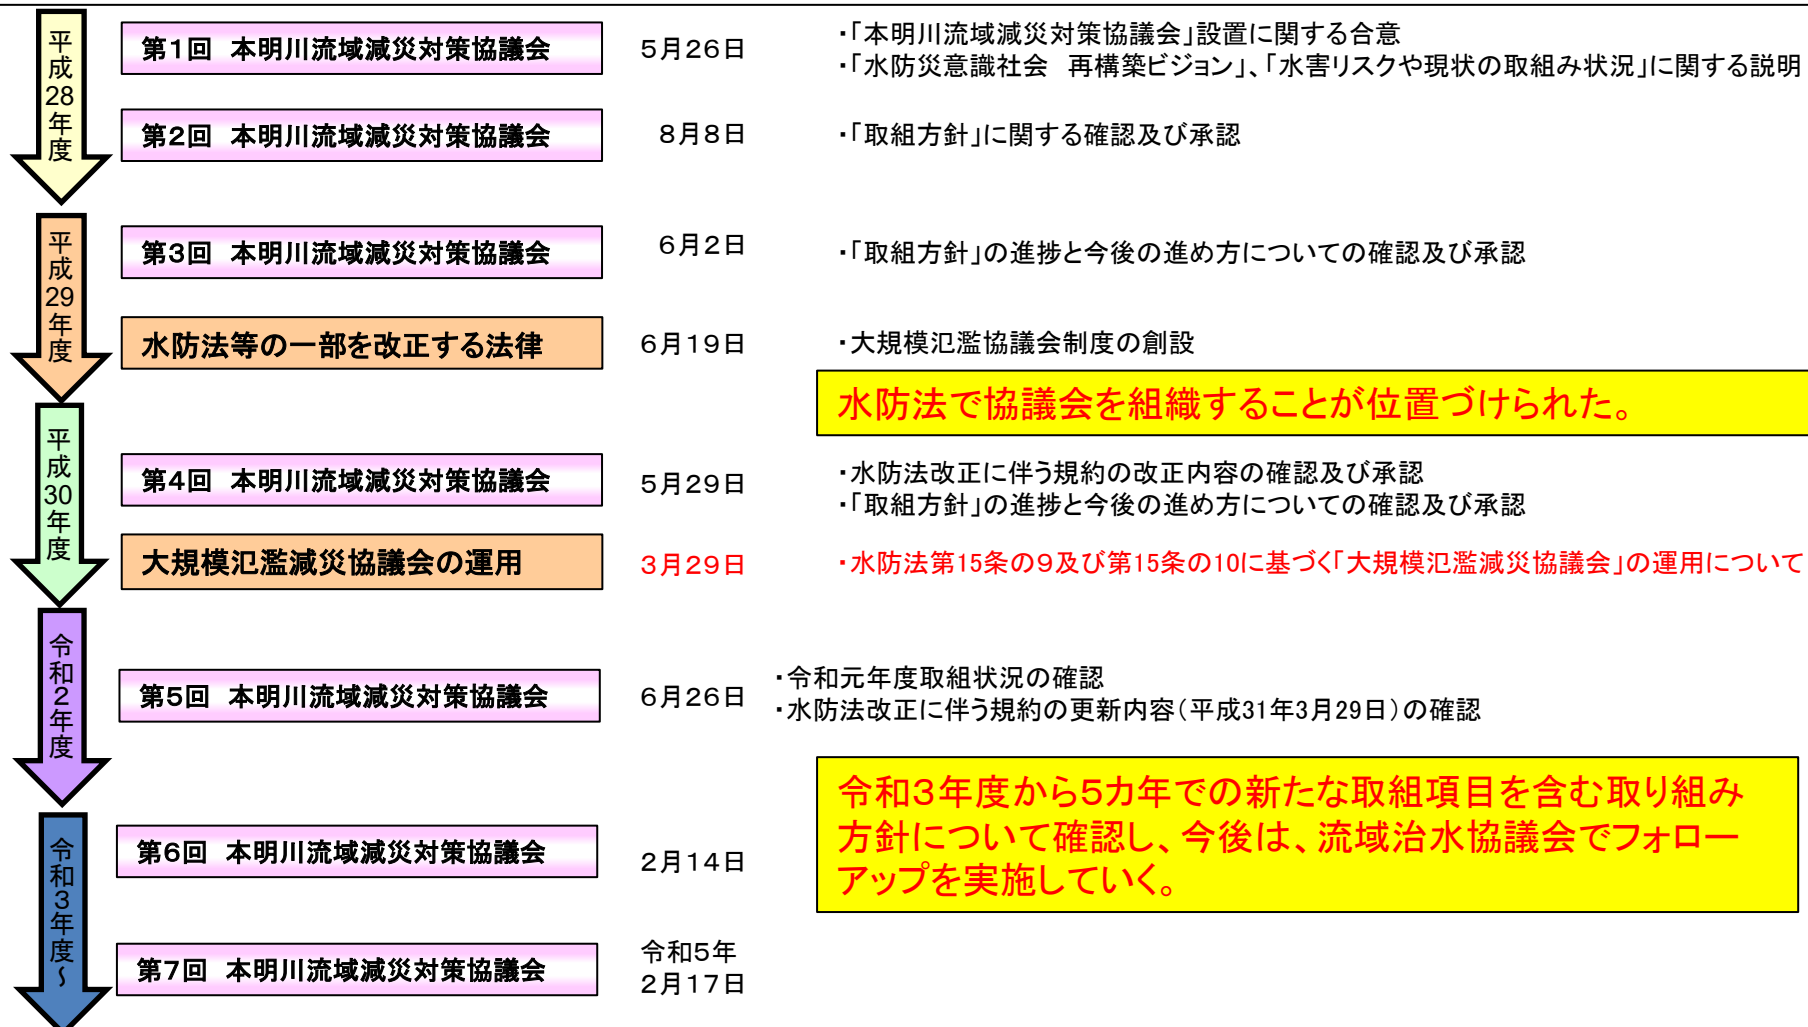 平成28年度
第1回 本明川流域減災対策協議会
5月26日
・「本明川流域減災対策協議会」設置に関する合意
・「水防災意識社会 再構築ビジョン」、「水害リスクや現状の取組み状況」に関する説明
第2回 本明川流域減災対策協議会
8月8日
・「取組方針」に関する確認及び承認
平成29年度
第3回 本明川流域減災対策協議会
6月2日
・「取組方針」の進捗と今後の進め方についての確認及び承認
水防法等の一部を改正する法律
6月19日
・大規模氾濫協議会制度の創設
水防法で協議会を組織することが位置づけられた。
平成30年度
第4回 本明川流域減災対策協議会
5月29日
・水防法改正に伴う規約の改正内容の確認及び承認
・「取組方針」の進捗と今後の進め方についての確認及び承認
大規模氾濫減災協議会の運用
3月29日
・水防法第15条の9及び第15条の10に基づく「大規模氾濫減災協議会」の運用について
令和2年度
第5回 本明川流域減災対策協議会
6月26日
・令和元年度取組状況の確認
・水防法改正に伴う規約の更新内容(平成31年3月29日)の確認
令和3年度から5カ年での新たな取組項目を含む取り組み
方針について確認し、今後は、流域治水協議会でフォロー
アップを実施していく。
令和3年度~
第6回 本明川流域減災対策協議会
2月14日
第7回 本明川流域減災対策協議会
令和5年
2月17日